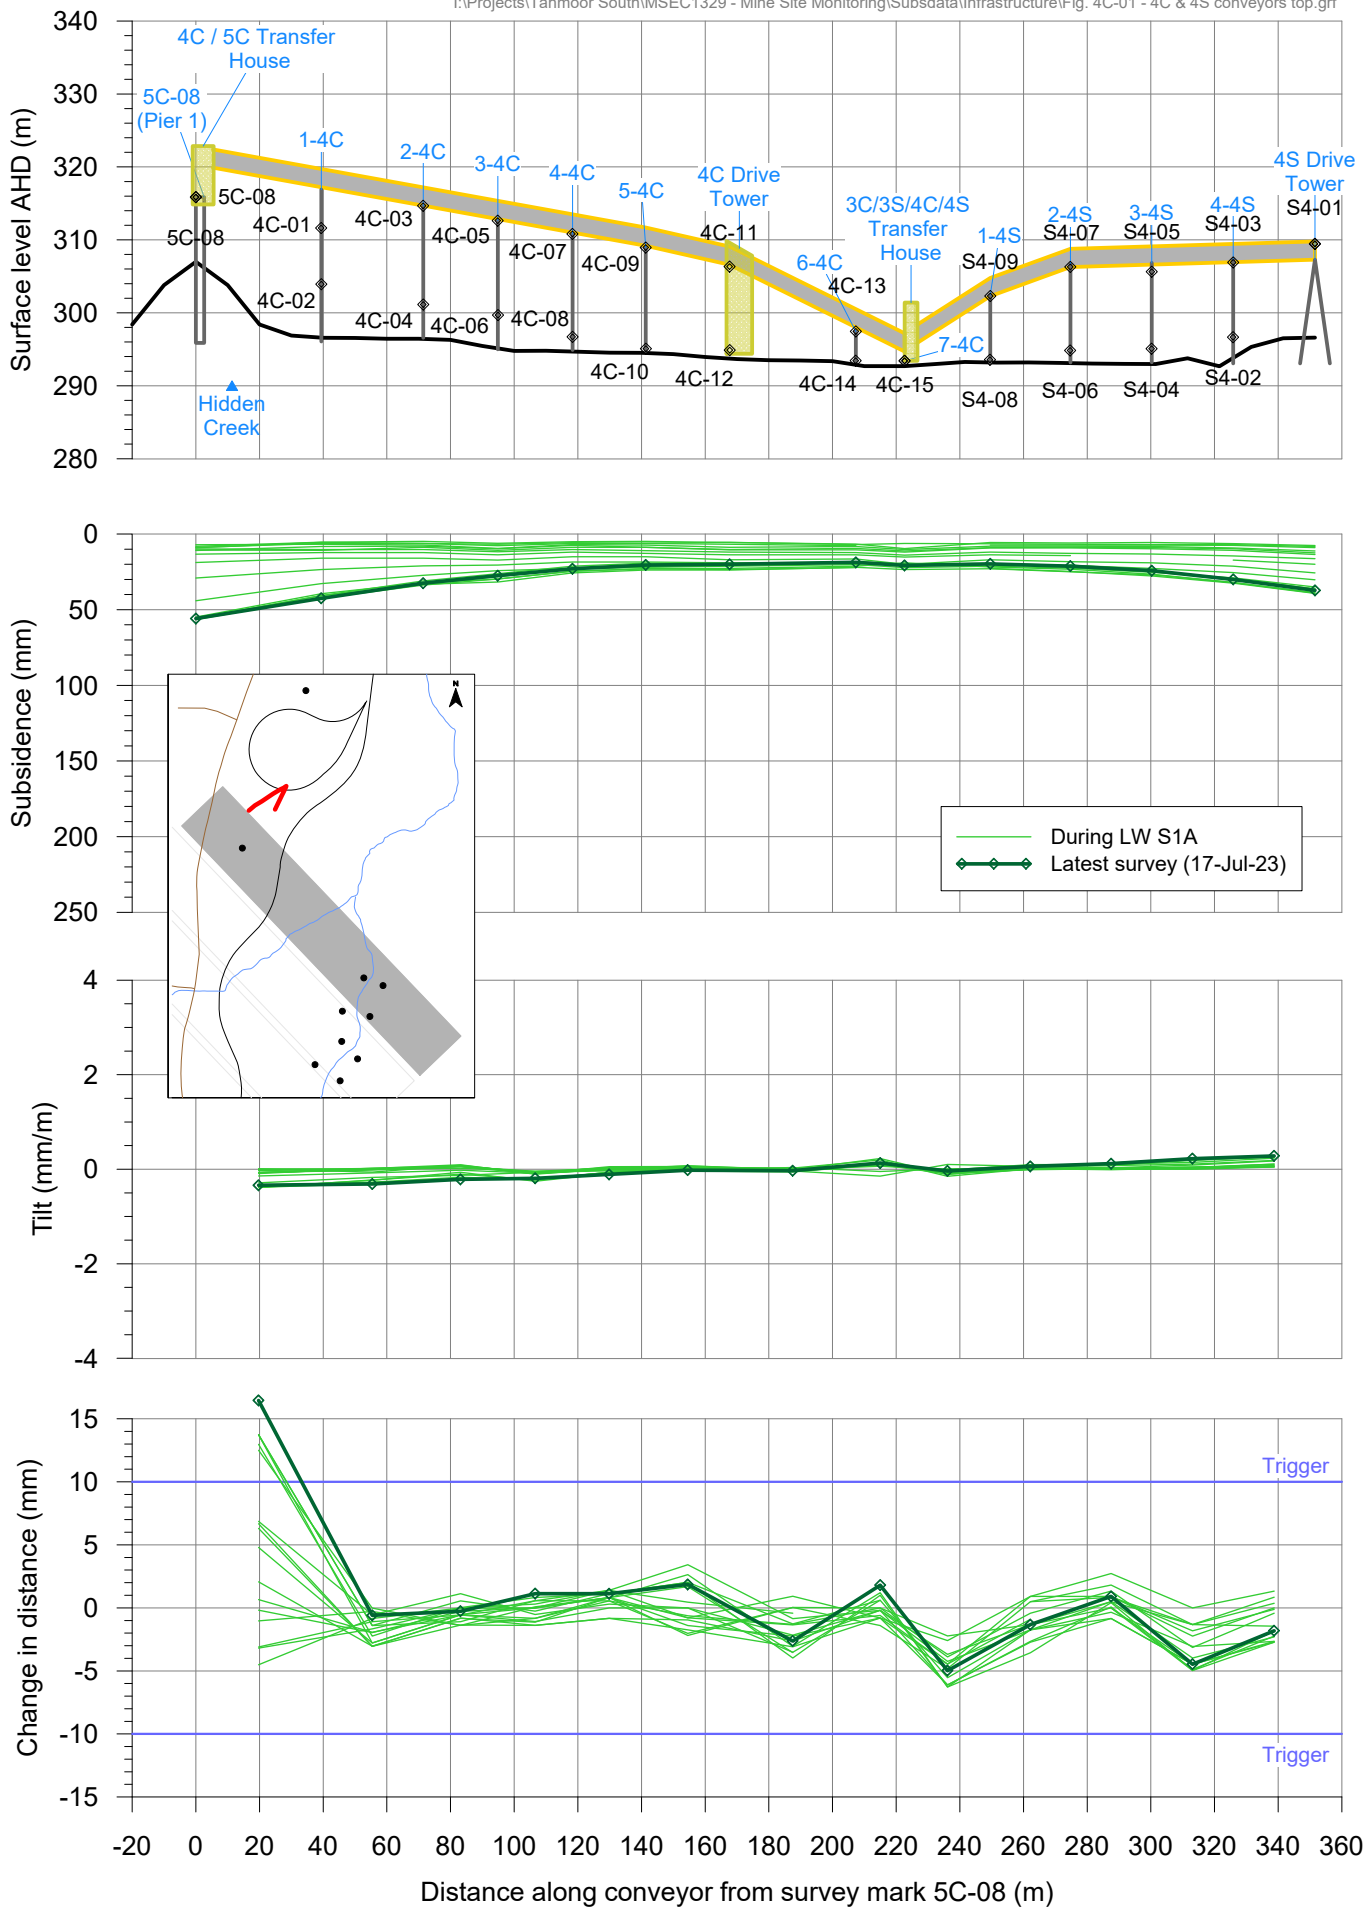 I:\Projects\Tahmoor South\MSEC1329 - Mine Site Monitoring\Subsdata\Infrastructure\Fig. 4C-01 - 4C & 4S conveyors top.grf
340
330
320
310
300
290
280
Surface level AHD (m)
4C / 5C Transfer
House
5C-08
(Pier 1)
1-4C
2-4C
3-4C
4-4C
5-4C
4C Drive
Tower
6-4C
3C/3S/4C/4S
Transfer
House
7-4C
1-4S
2-4S
3-4S
4-4S
4S Drive
Tower
5C-08
5C-08
4C-01
4C-02
4C-03
4C-04
4C-05
4C-06
4C-07
4C-08
4C-09
4C-10
4C-11
4C-12
4C-13
4C-14
4C-15
S4-09
S4-08
S4-07
S4-06
S4-05
S4-04
S4-03
S4-02
S4-01
Hidden
Creek
0
50
100
150
200
250
Subsidence (mm)
N
During LW S1A
Latest survey (17-Jul-23)
4
2
0
-2
-4
Tilt (mm/m)
15
10
5
0
-5
-10
-15
Change in distance (mm)
Trigger
Trigger
-20 0 20 40 60 80 100 120 140 160 180 200 220 240 260 280 300 320 340 360
Distance along conveyor from survey mark 5C-08 (m)